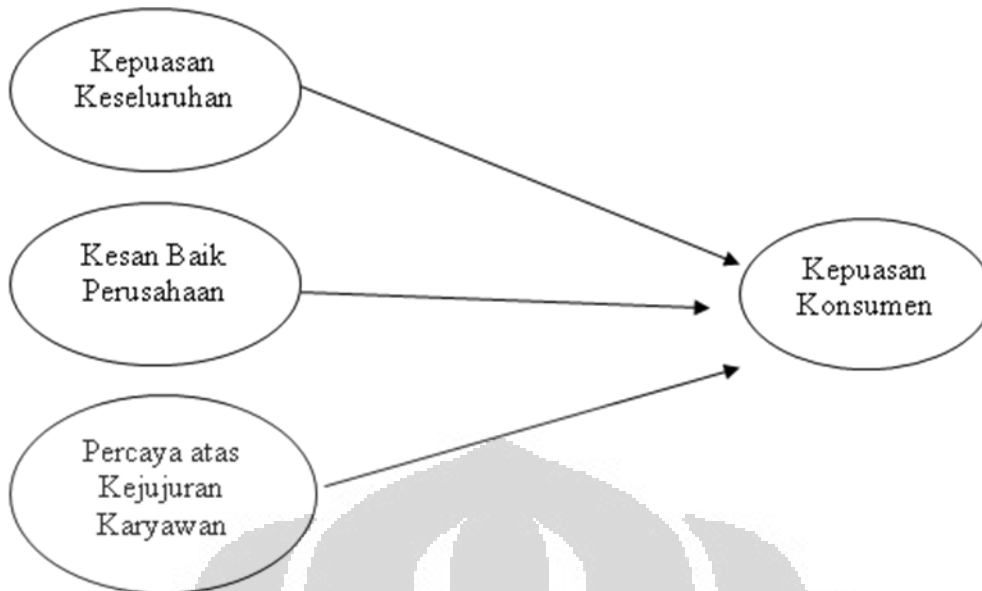 Kepuasan
Keseluruhan
Kesan Baik
Perusahaan
Percaya atas
Kejujuran
Karyawan
Kepuasan
Konsumen